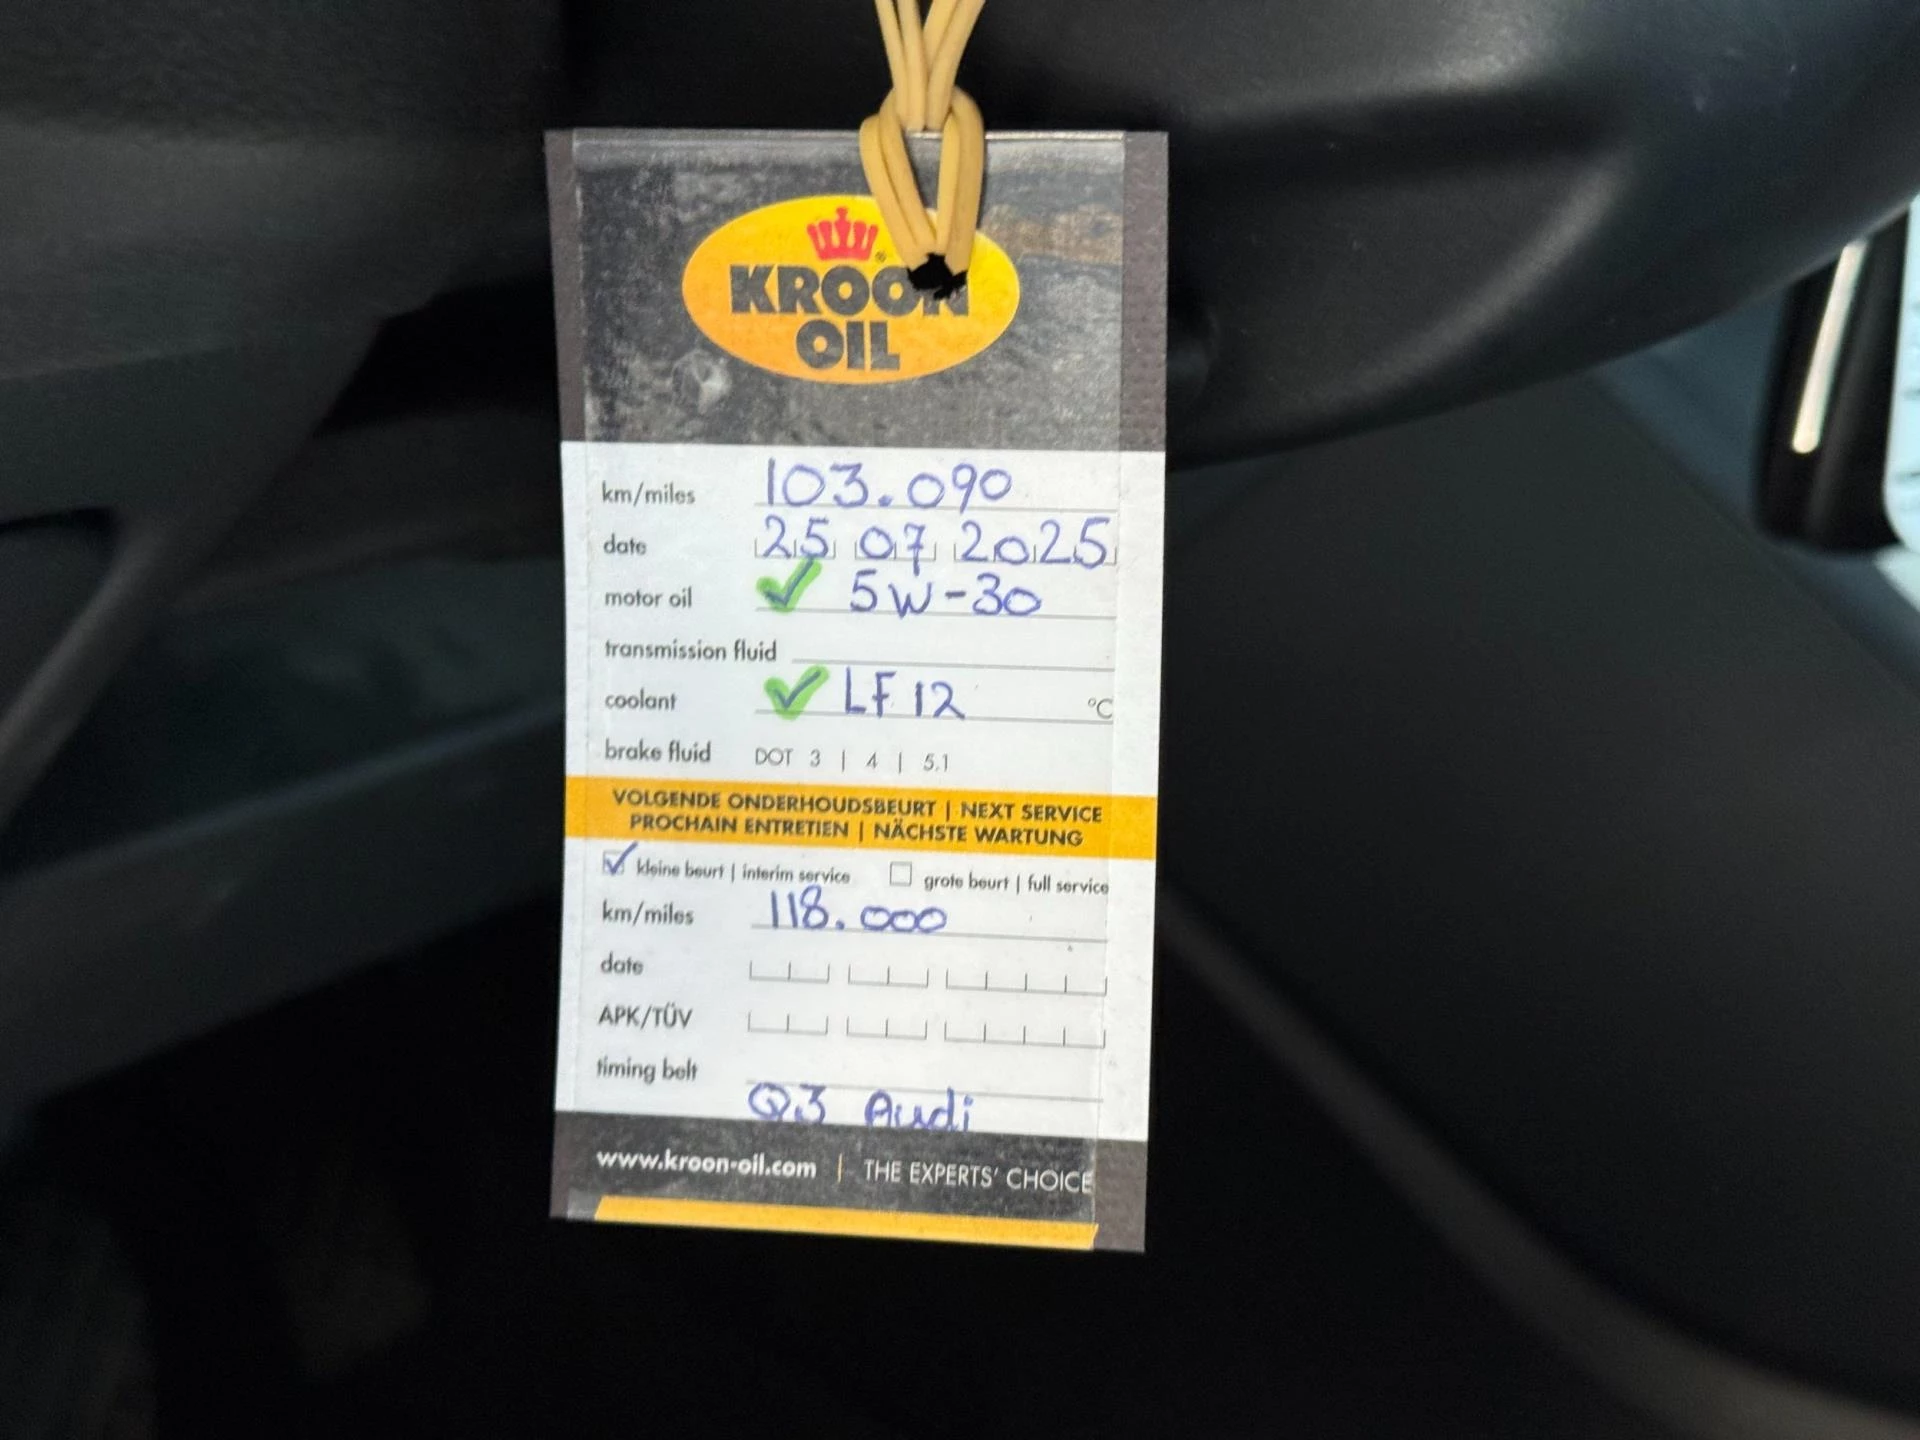 KROON
OIL
km/miles 103.090
date 25 07 2025
motor oil ✓ 5W-30
transmission fluid
coolant ✓ LF 12 °C
brake fluid DOT 3 | 4 | 5.1
VOLGENDE ONDERHOUDSBEURT | NEXT SERVICE
PROCHAIN ENTRETIEN | NÄCHSTE WARTUNG
kleine beurt | interim service grote beurt | full service
km/miles 118.000
date
APK/TÜV
timing belt
Q3 Audi
www.kroon-oil.com | THE EXPERTS' CHOICE